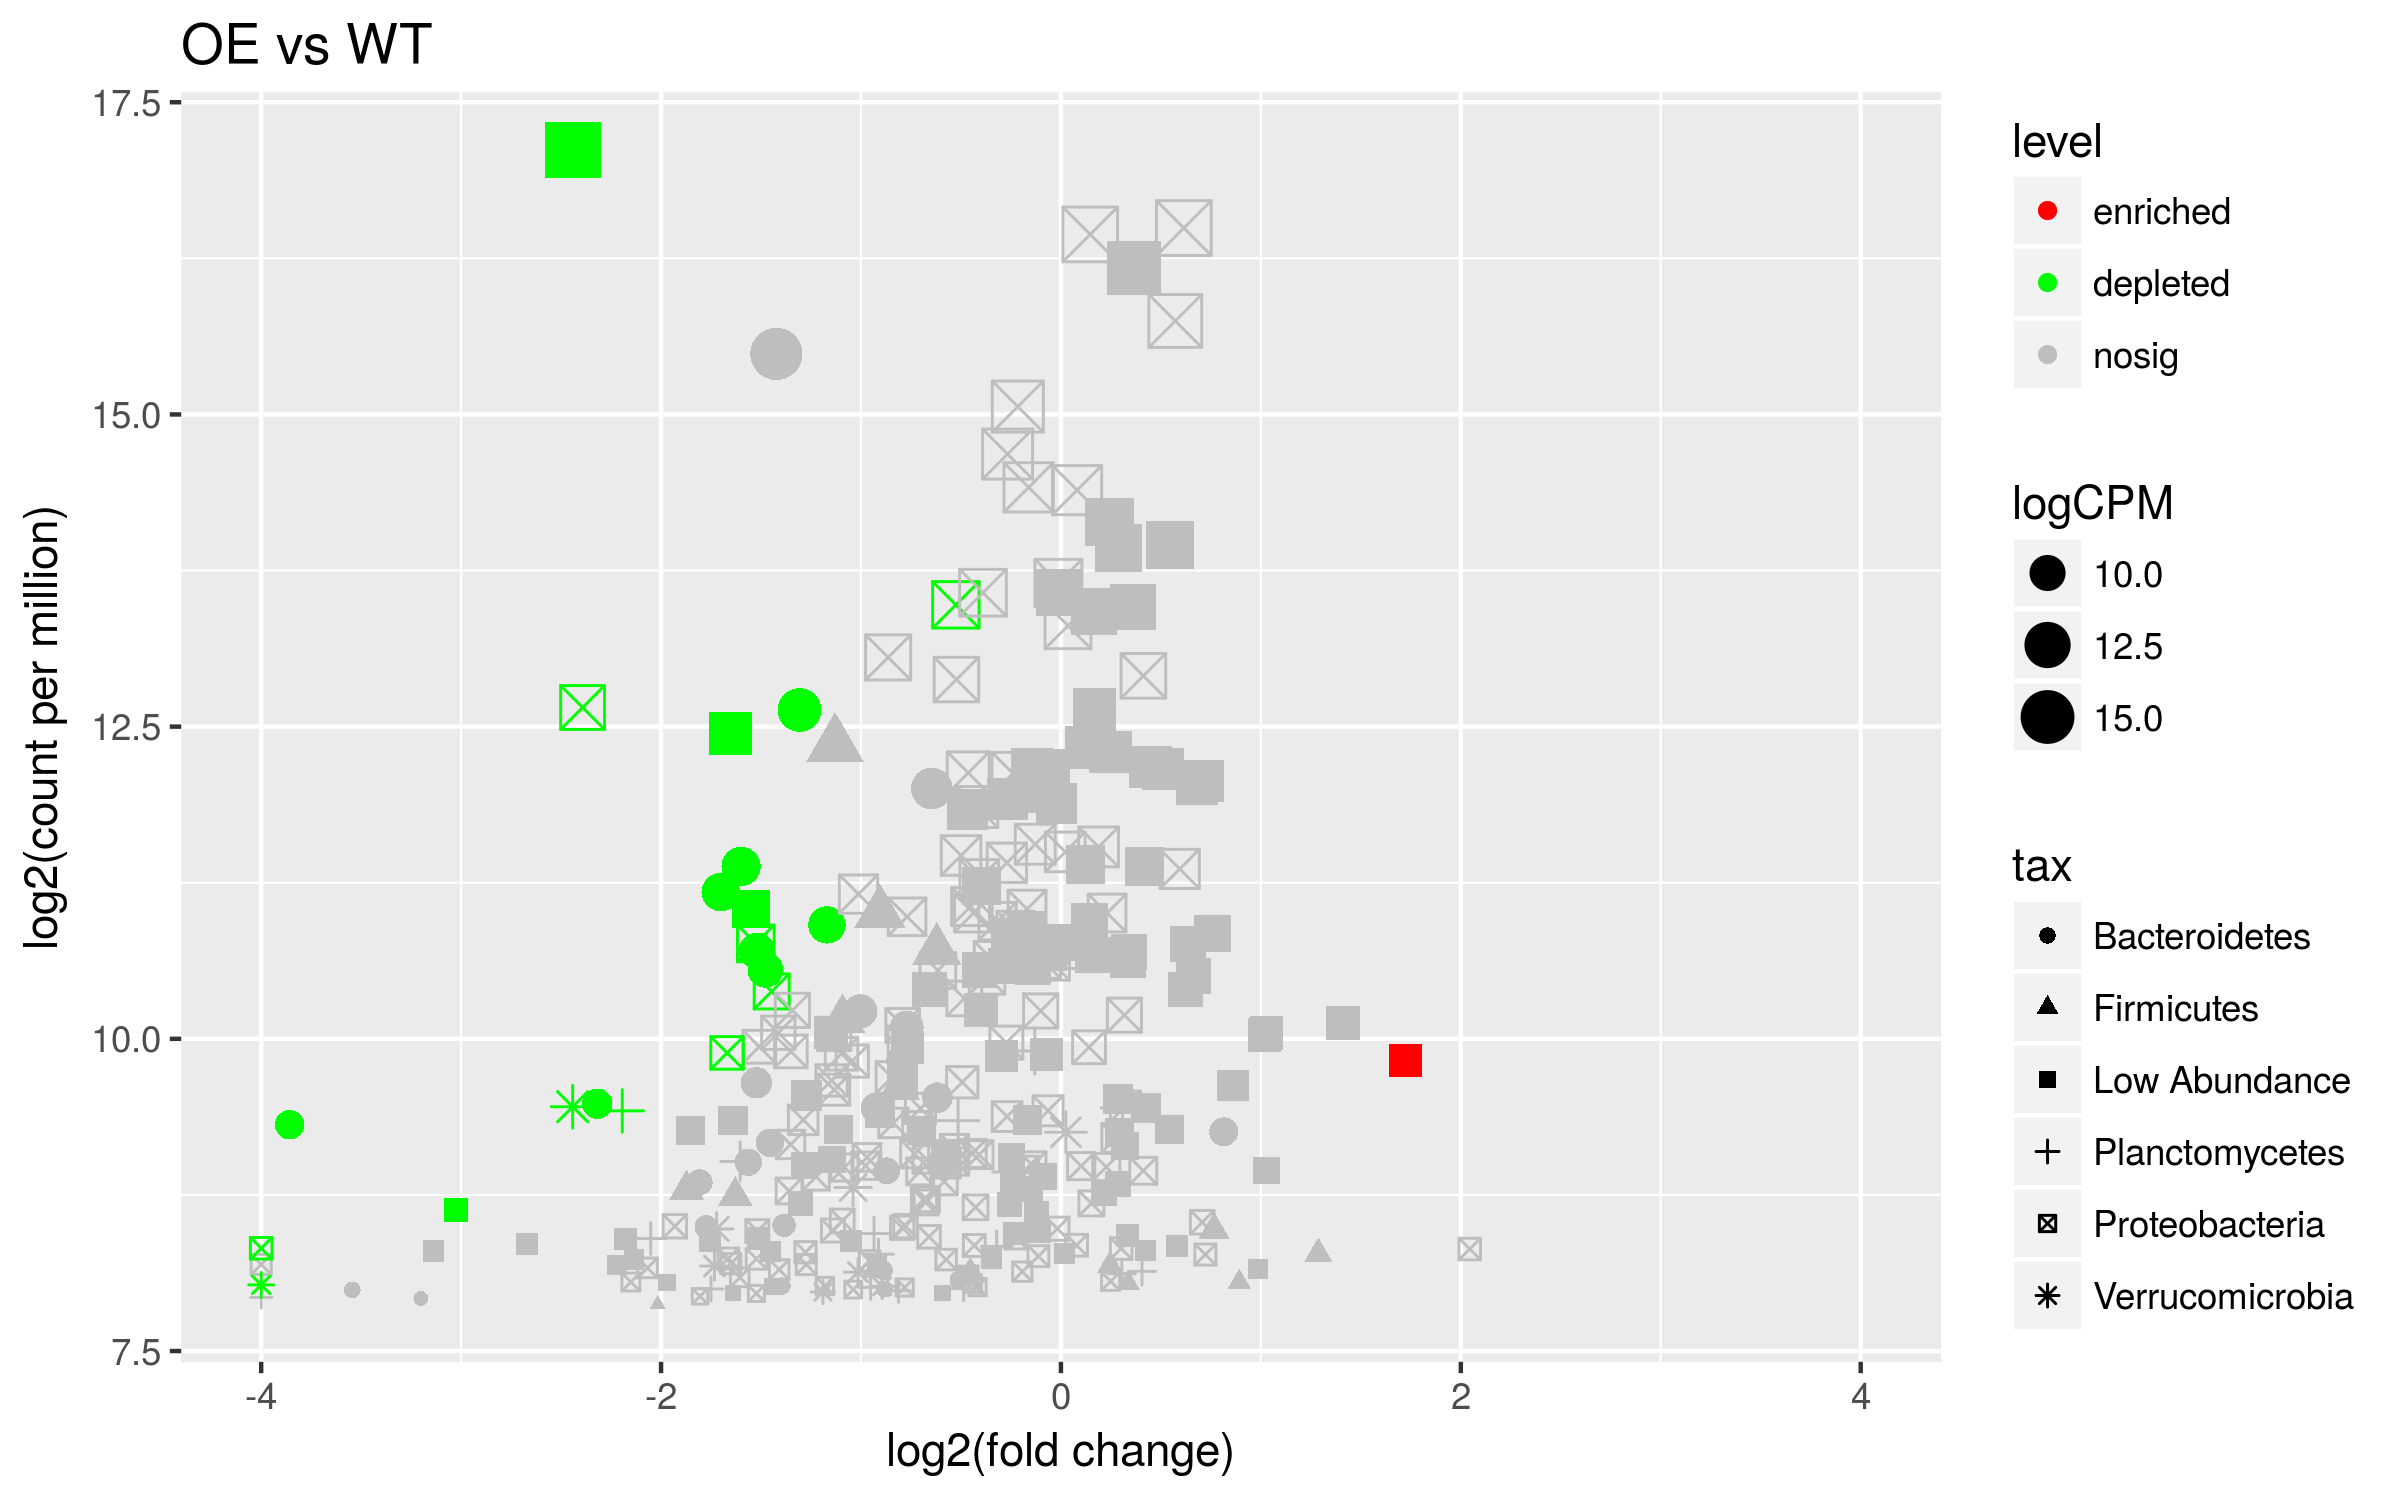 OE vs WT
17.5
15.0
12.5
10.0
7.5
log2(count per million)
-4
-2
0
2
4
log2(fold change)
level
enriched
depleted
nosig
logCPM
10.0
12.5
15.0
tax
Bacteroidetes
Firmicutes
Low Abundance
Planctomycetes
Proteobacteria
Verrucomicrobia